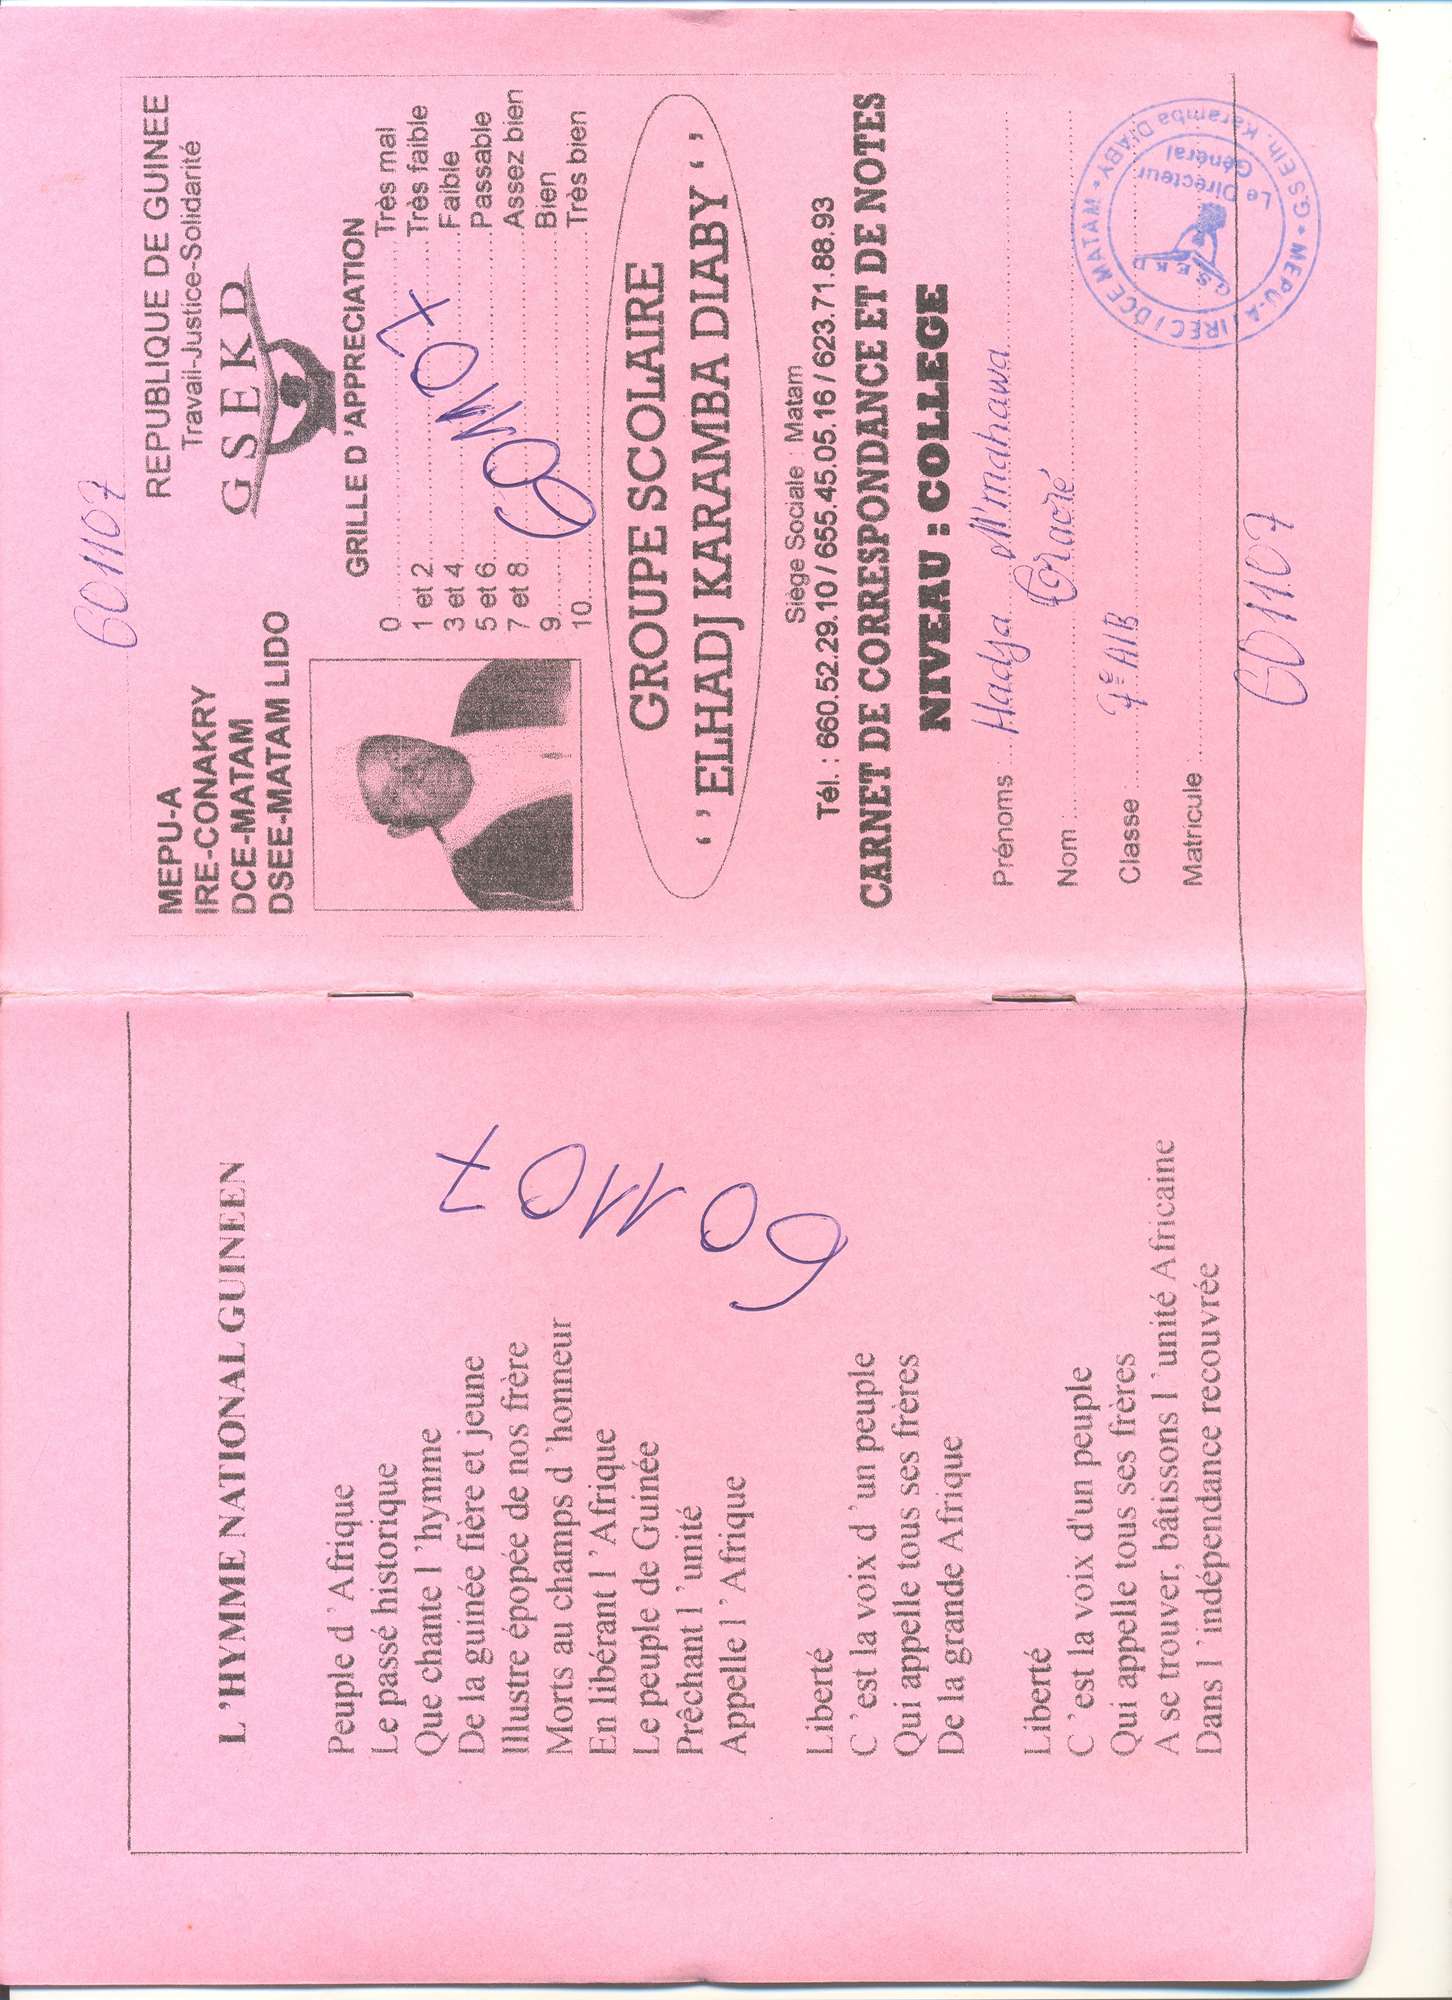 601107
MEPU-A
IRE-CONAKRY
DCE-MATAM
DSEE-MATAM LIDO
REPUBLIQUE DE GUINEE
Travail-Justice-Solidarité
G S E K D
GRILLE D'APPRECIATION
0 Très mal
1 et 2 Très faible
3 et 4 Faible
5 et 6 Passable
7 et 8 Assez bien
9 Bien
10 Très bien
601107
GROUPE SCOLAIRE
‘ ’ ELHADJ KARAMBA DIABY ‘ ’
Siège Sociale : Matam
Tél. : 660.52.29.10 / 655.45.05.16 / 623.71.88.93
CARNET DE CORRESPONDANCE ET DE NOTES
NIVEAU : COLLEGE
Prénoms : Hadja M'mahawa
Nom : Traoré
Classe : 7e AIB
Matricule
601107
MEPU-A / IREC / DCE MATAM * G.S Elh. Karamba DIABY *
Le Directeur
Général
G.S.E.K.D
L 'HYMNE NATIONAL GUINEEN
Peuple d ' Afrique
Le passé historique
Que chante l 'hymne
De la guinée fière et jeune
Illustre épopée de nos frère
Morts au champs d 'honneur
En libérant l ' Afrique
Le peuple de Guinée
Prêchant l ' unité
Appelle l ' Afrique
Liberté
C ' est la voix d ' un peuple
Qui appelle tous ses frères
De la grande Afrique
Liberté
C ' est la voix d'un peuple
Qui appelle tous ses frères
A se trouver, bâtissons l 'unité Africaine
Dans l ' indépendance recouvrée
601107